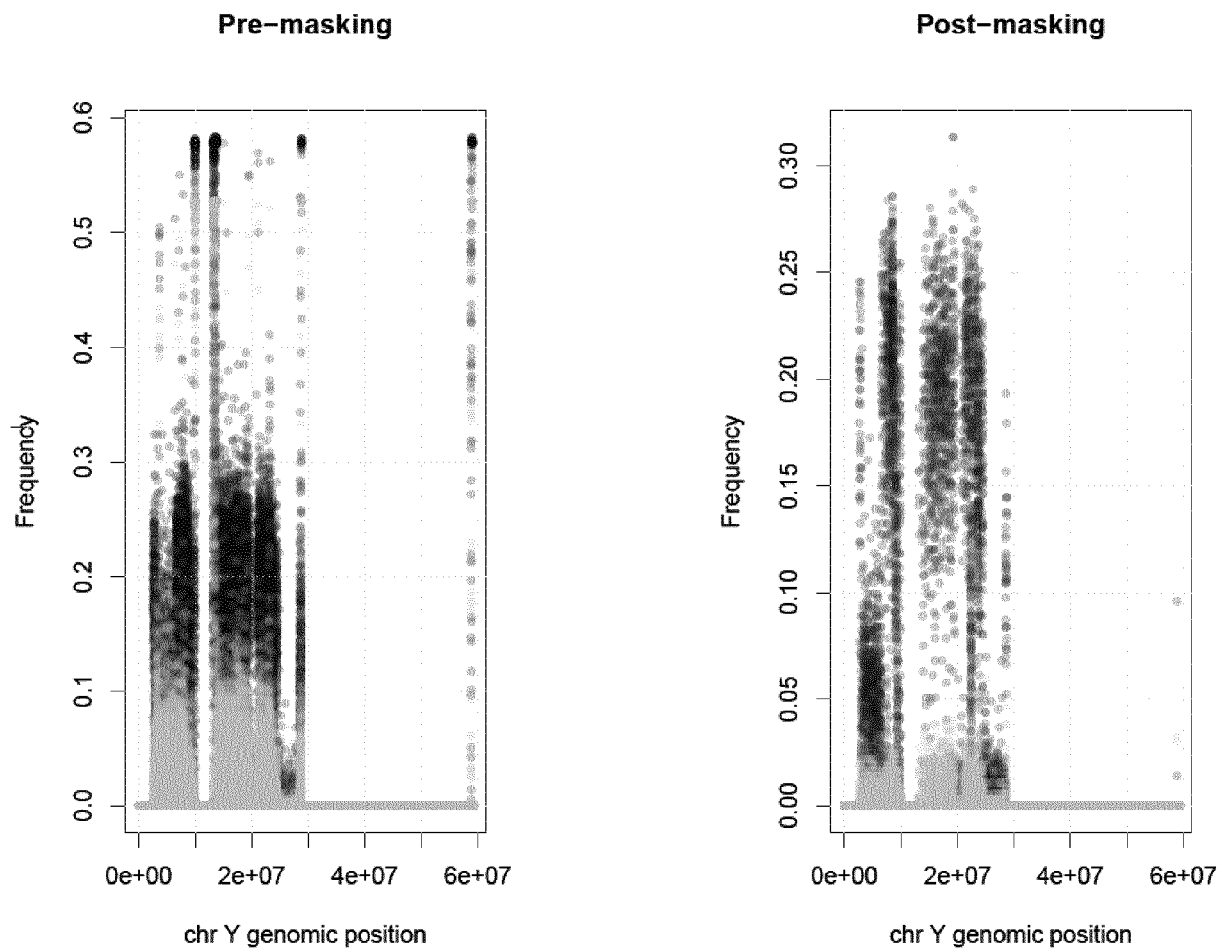 Pre−masking
Frequency
0.6
0.5
0.4
0.3
0.2
0.1
0.0
0e+00 2e+07 4e+07 6e+07
chr Y genomic position
Post−masking
Frequency
0.30
0.25
0.20
0.15
0.10
0.05
0.00
0e+00 2e+07 4e+07 6e+07
chr Y genomic position